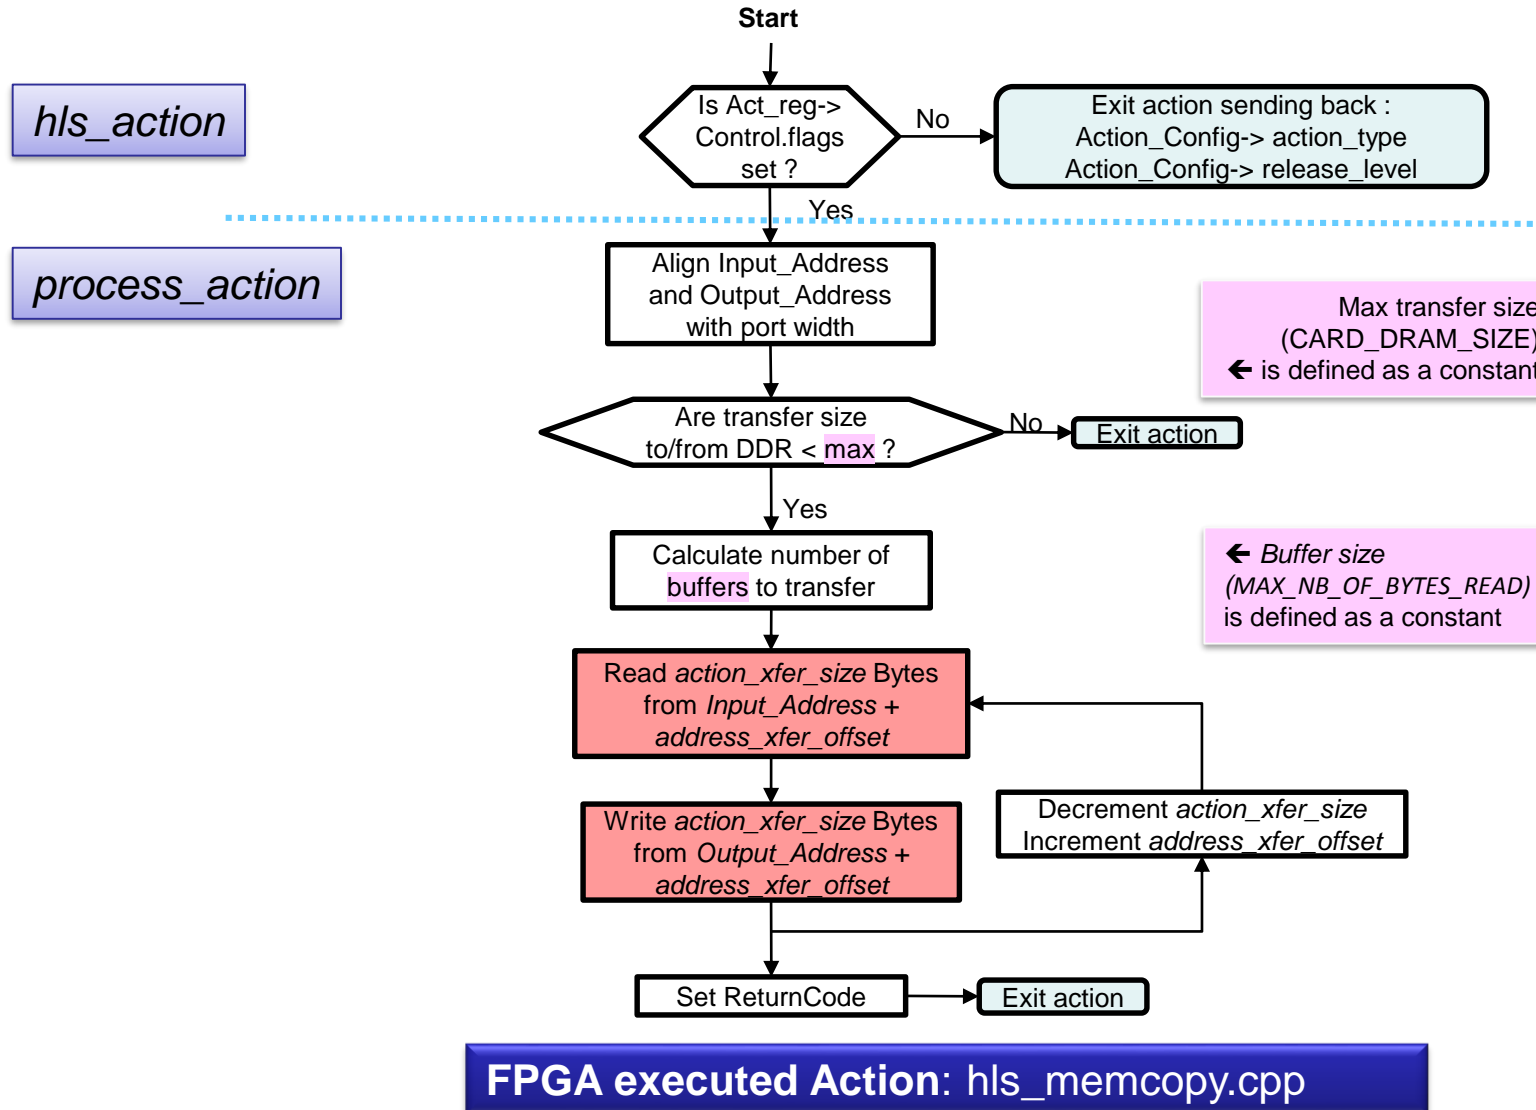 Start
hls_action
Is Act_reg->
Control.flags
set ?
No
Exit action sending back :
Action_Config-> action_type
Action_Config-> release_level
Yes
process_action
Align Input_Address
and Output_Address
with port width
Max transfer size
(CARD_DRAM_SIZE)
← is defined as a constant
Are transfer size
to/from DDR < max ?
No
Exit action
Yes
Calculate number of
buffers to transfer
← Buffer size
(MAX_NB_OF_BYTES_READ)
is defined as a constant
Read action_xfer_size Bytes
from Input_Address +
address_xfer_offset
Write action_xfer_size Bytes
from Output_Address +
address_xfer_offset
Decrement action_xfer_size
Increment address_xfer_offset
Set ReturnCode
Exit action
FPGA executed Action: hls_memcopy.cpp